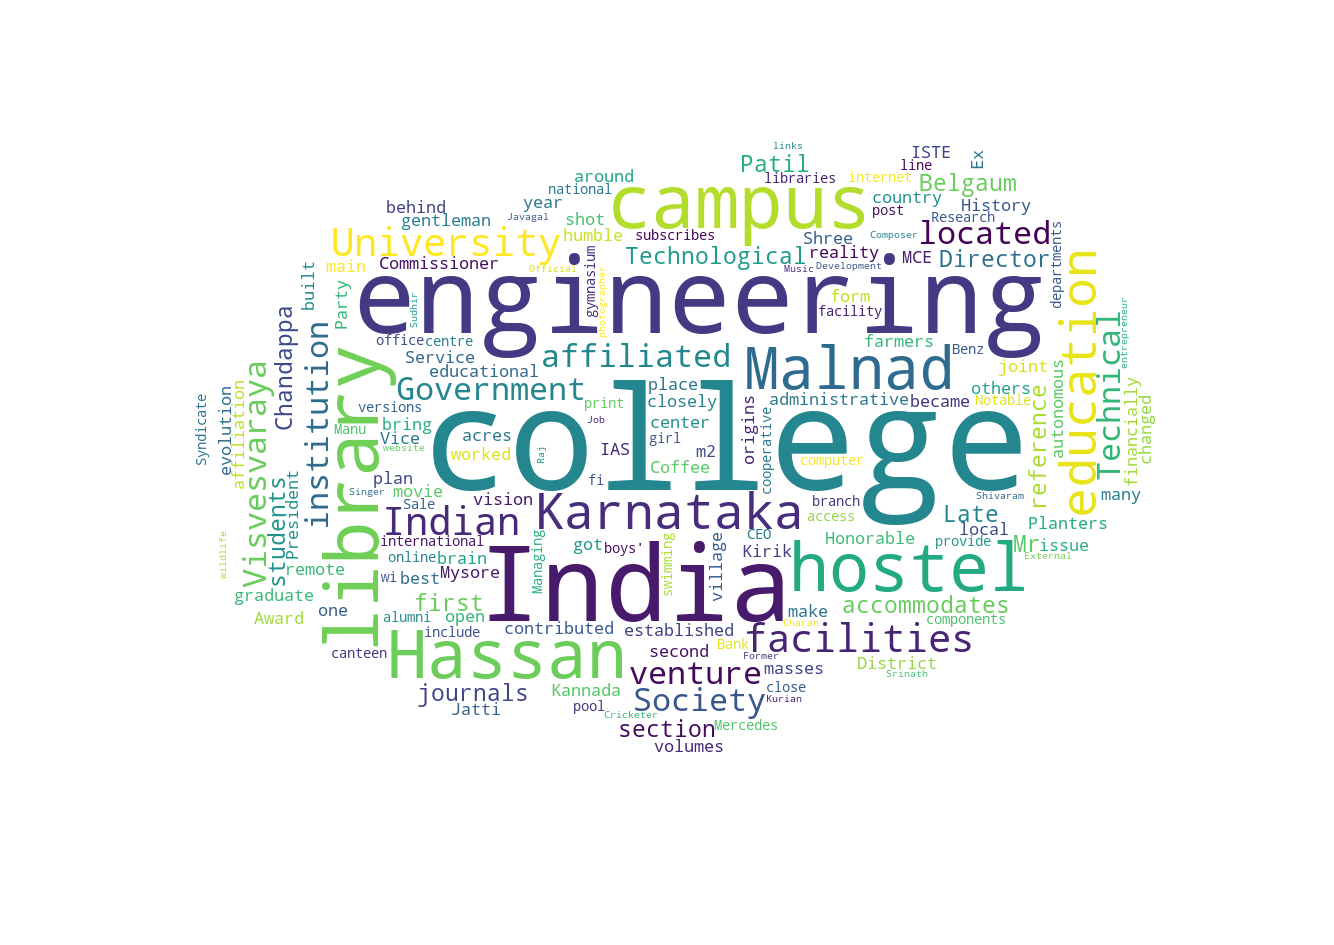 links
ISTE
Ex
Patil
line
libraries
internet
Belgaum
around
national
year
campus
country
post
History
Research
behind
gentleman
Javagal
shot
humble
subscribes
Shree
Composer
located
departments
University
Technological
reality
MCE
Director
main
Commissioner
Official
gymnasium
photographer
Music
Development
built
Party
Sudhir
engineering
form
facility
education
entrepreneur
Chandappa
institution
office
centre
farmers
Benz
Technical
Service
educational
affiliated
Malnad
joint
Visvesvaraya
library
Government
place
closely
administrative
became
others
Notable
reference
autonomous
financially
changed
Syndicate
evolution
affiliation
versions
print
Manu
bring
Vice
website
acres
worked
college
Job
center
girl
IAS
Raj
m2
origins
cooperative
computer
Coffee
students
President
plan
Singer
movie
Sale
vision
fi
Shivaram
many
Indian
Karnataka
branch
access
Late
local
Planters
wildlife
international
online
brain
got
boys'
CEO
Kirik
Honorable
provide
Mr
issue
External
remote
Wi
best
Mysore
Managing
India
swimming
village
hostel
graduate
Award
one
first
alumni
open
make
accommodates
components
Charan
include
contributed
established
canteen
Hassan
second
Bank
Former
facilities
masses
District
Srinath
journals
Kannada
venture
close
Kurian
Jatti
pool
Society
Cricketer
section
Mercedes
volumes